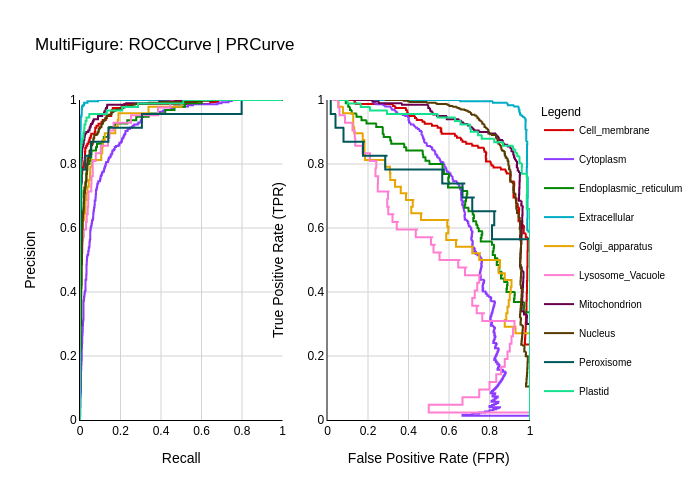 MultiFigure: ROCCurve | PRCurve
Precision
1
0.8
0.6
0.4
0.2
0
0
0.2
0.4
0.6
0.8
1
Recall
True Positive Rate (TPR)
1
0.8
0.6
0.4
0.2
0
0
0.2
0.4
0.6
0.8
1
False Positive Rate (FPR)
Legend
Cell_membrane
Cytoplasm
Endoplasmic_reticulum
Extracellular
Golgi_apparatus
Lysosome_Vacuole
Mitochondrion
Nucleus
Peroxisome
Plastid